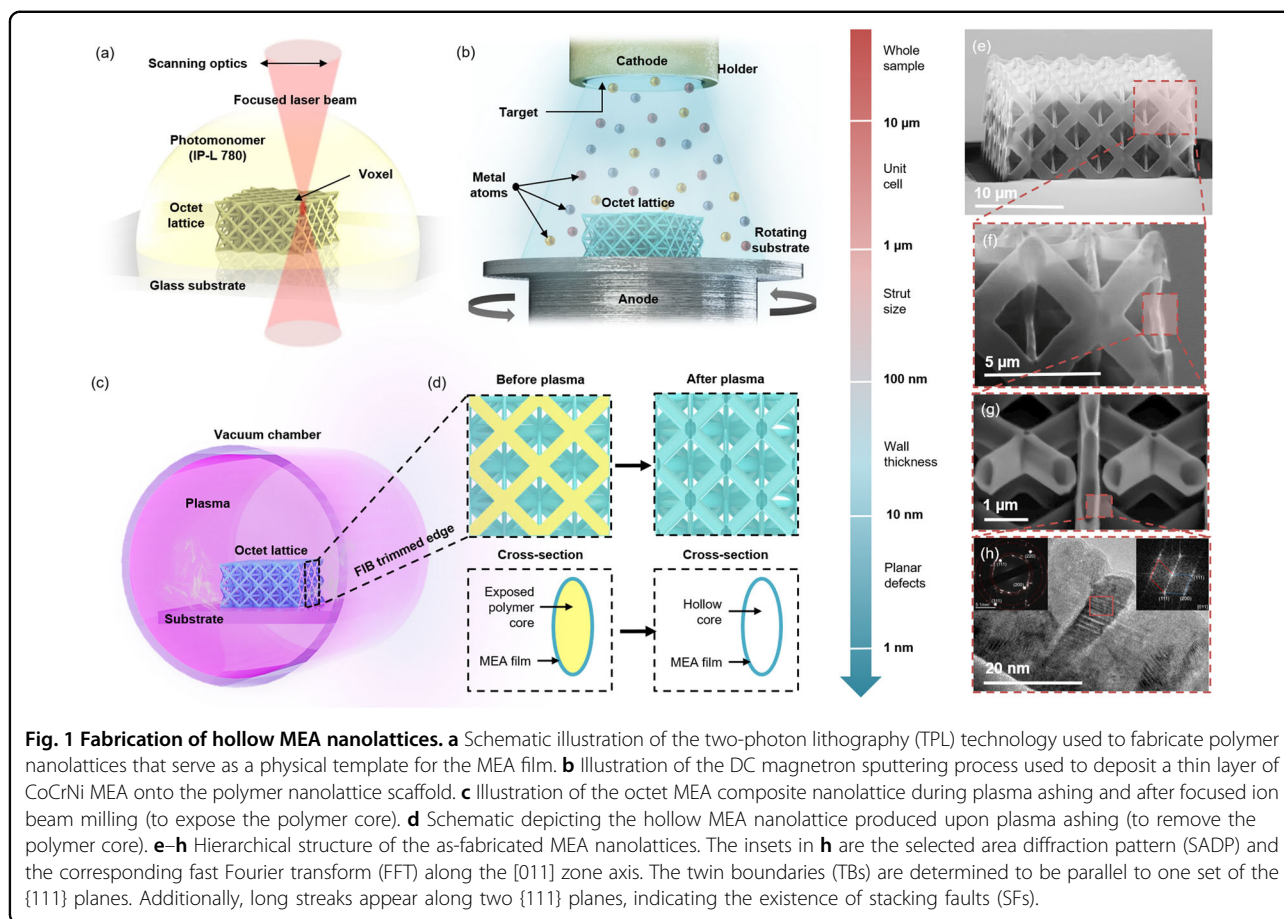 (a)
Scanning optics
Focused laser beam
Photomonomer
(IP-L 780)
Voxel
Octet
lattice
Glass substrate
(b)
Cathode
Holder
Target
Metal
atoms
Octet lattice
Rotating
substrate
Anode
(c)
Vacuum chamber
Plasma
Octet lattice
Substrate
FIB trimmed edge
(d)
Before plasma
After plasma
Cross-section
Cross-section
Exposed
polymer
core
MEA film
Hollow
core
MEA film
Whole
sample
10 µm
Unit
cell
1 µm
Strut
size
100 nm
Wall
thickness
10 nm
Planar
defects
1 nm
(e)
10 µm
(f)
5 µm
(g)
1 µm
(h)
(220)
(111)
(200)
(111)
(111)
(200)
[011]
20 nm
Fig. 1 Fabrication of hollow MEA nanolattices. a Schematic illustration of the two-photon lithography (TPL) technology used to fabricate polymer
nanolattices that serve as a physical template for the MEA film. b Illustration of the DC magnetron sputtering process used to deposit a thin layer of
CoCrNi MEA onto the polymer nanolattice scaffold. c Illustration of the octet MEA composite nanolattice during plasma ashing and after focused ion
beam milling (to expose the polymer core). d Schematic depicting the hollow MEA nanolattice produced upon plasma ashing (to remove the
polymer core). e–h Hierarchical structure of the as-fabricated MEA nanolattices. The insets in h are the selected area diffraction pattern (SADP) and
the corresponding fast Fourier transform (FFT) along the [011] zone axis. The twin boundaries (TBs) are determined to be parallel to one set of the
{111} planes. Additionally, long streaks appear along two {111} planes, indicating the existence of stacking faults (SFs).